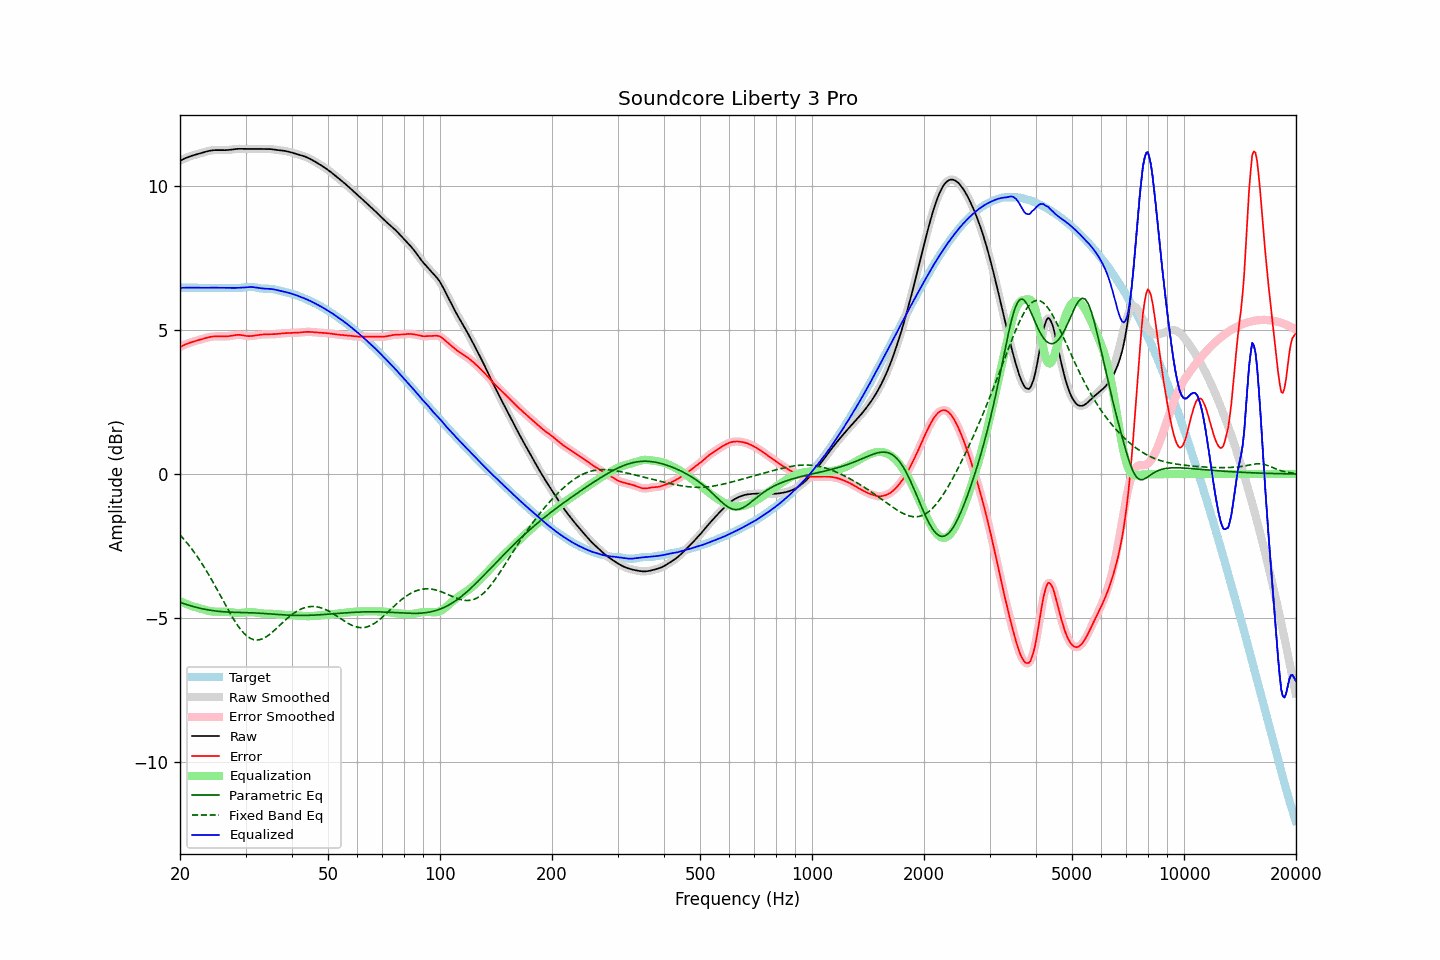 Soundcore Liberty 3 Pro
Amplitude (dBr)
10
5
0
−5
−10
Target
Raw Smoothed
Error Smoothed
Raw
Error
Equalization
Parametric Eq
Fixed Band Eq
Equalized
20 50 100 200 500 1000 2000 5000 10000 20000
Frequency (Hz)